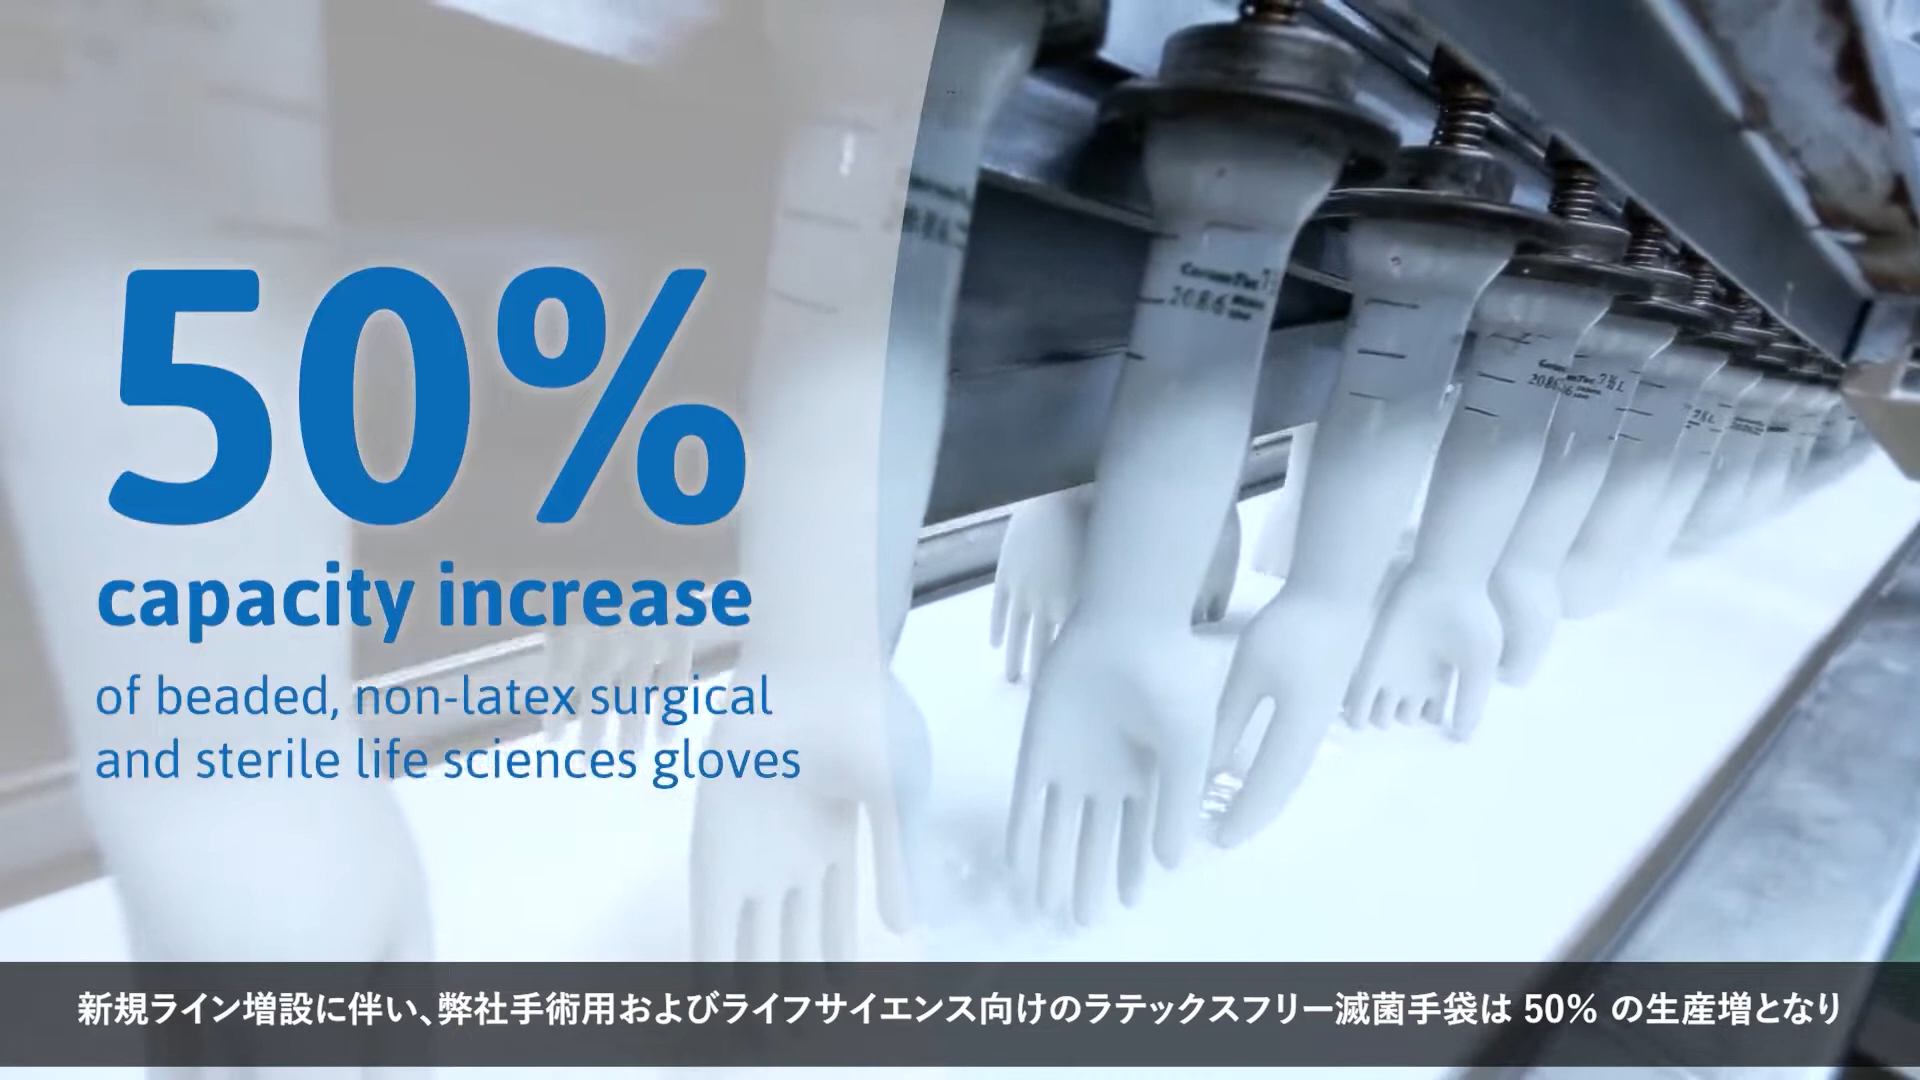 50%
capacity increase
of beaded, non-latex surgical
and sterile life sciences gloves
2086
新規ライン増設に伴い、弊社手術用およびライフサイエンス向けのラテックスフリー滅菌手袋は 50% の生産増となり